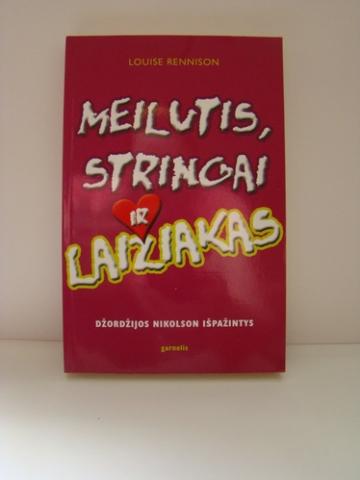 LOUISE RENNISON
MEILUTIS,
STRINGAI
IR
LAIŽIAKAS
DŽORDŽIJOS NIKOLSON IŠPAŽINTYS
garnelis